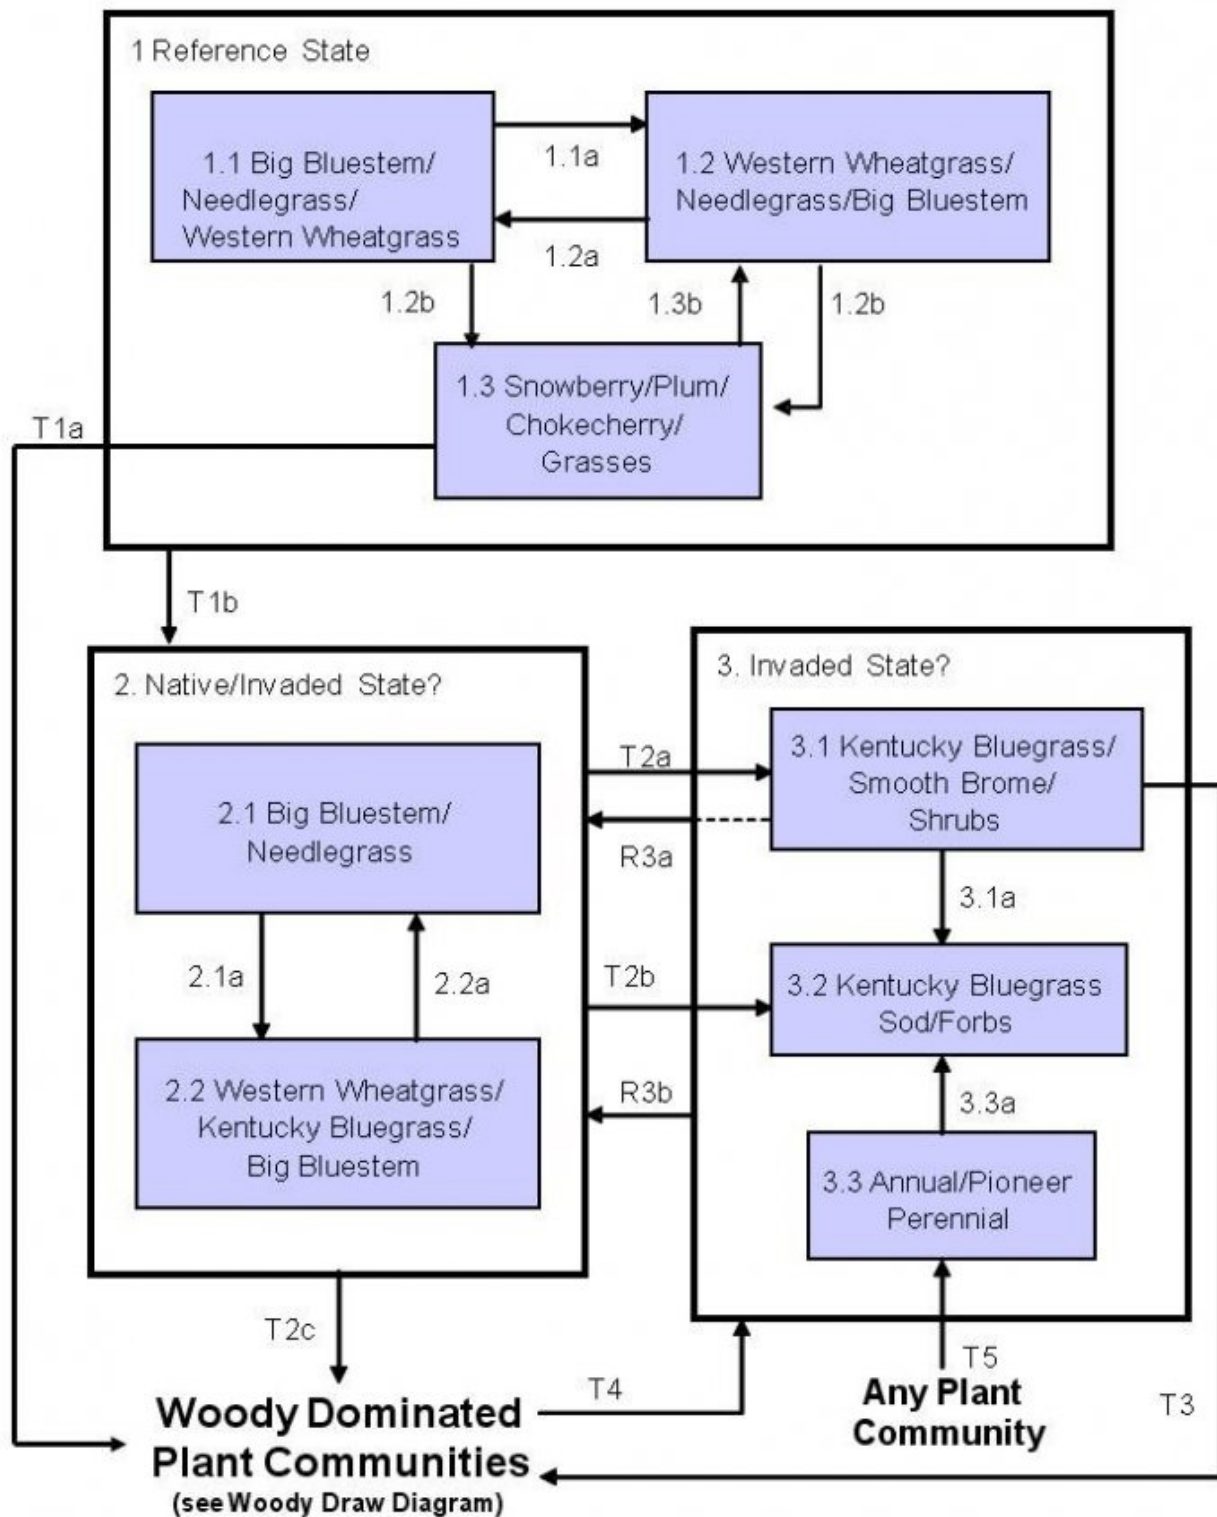 1 Reference State
1.1 Big Bluestem/
Needlegrass/
Western Wheatgrass
1.1a
1.2 Western Wheatgrass/
Needlegrass/Big Bluestem
1.2a
1.2b
1.3b
1.2b
1.3 Snowberry/Plum/
Chokecherry/
Grasses
T1a
T1b
2. Native/Invaded State?
2.1 Big Bluestem/
Needlegrass
2.1a
2.2a
2.2 Western Wheatgrass/
Kentucky Bluegrass/
Big Bluestem
T2a
R3a
T2b
R3b
3. Invaded State?
3.1 Kentucky Bluegrass/
Smooth Brome/
Shrubs
3.1a
3.2 Kentucky Bluegrass
Sod/Forbs
3.3a
3.3 Annual/Pioneer
Perennial
T2c
T4
T5
T3
Any Plant
Community
Woody Dominated
Plant Communities
(see Woody Draw Diagram)